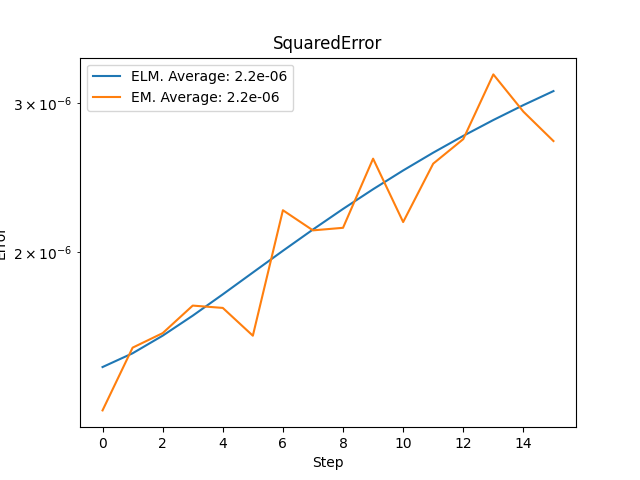 SquaredError
ELM. Average: 2.2e-06
EM. Average: 2.2e-06
3 × 10⁻⁶
2 × 10⁻⁶
Error
0 2 4 6 8 10 12 14
Step